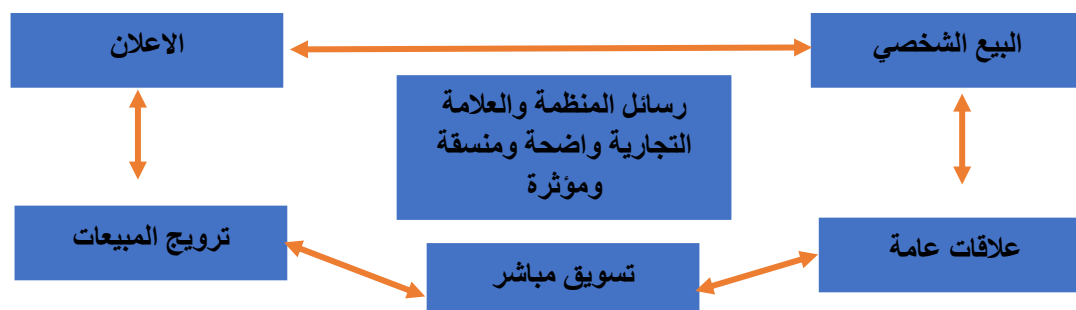 البيع الشخصي
الاعلان
رسائل المنظمة والعلامة
التجارية واضحة ومنسقة
ومؤثرة
علاقات عامة
ترويج المبيعات
تسويق مباشر